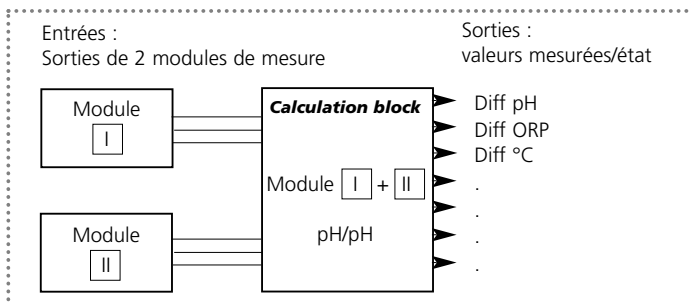 Entrées :
Sorties de 2 modules de mesure
Sorties :
valeurs mesurées/état
Module
I
Module
II
Calculation block
Module I + II
pH/pH
Diff pH
Diff ORP
Diff °C
.
.
.
.